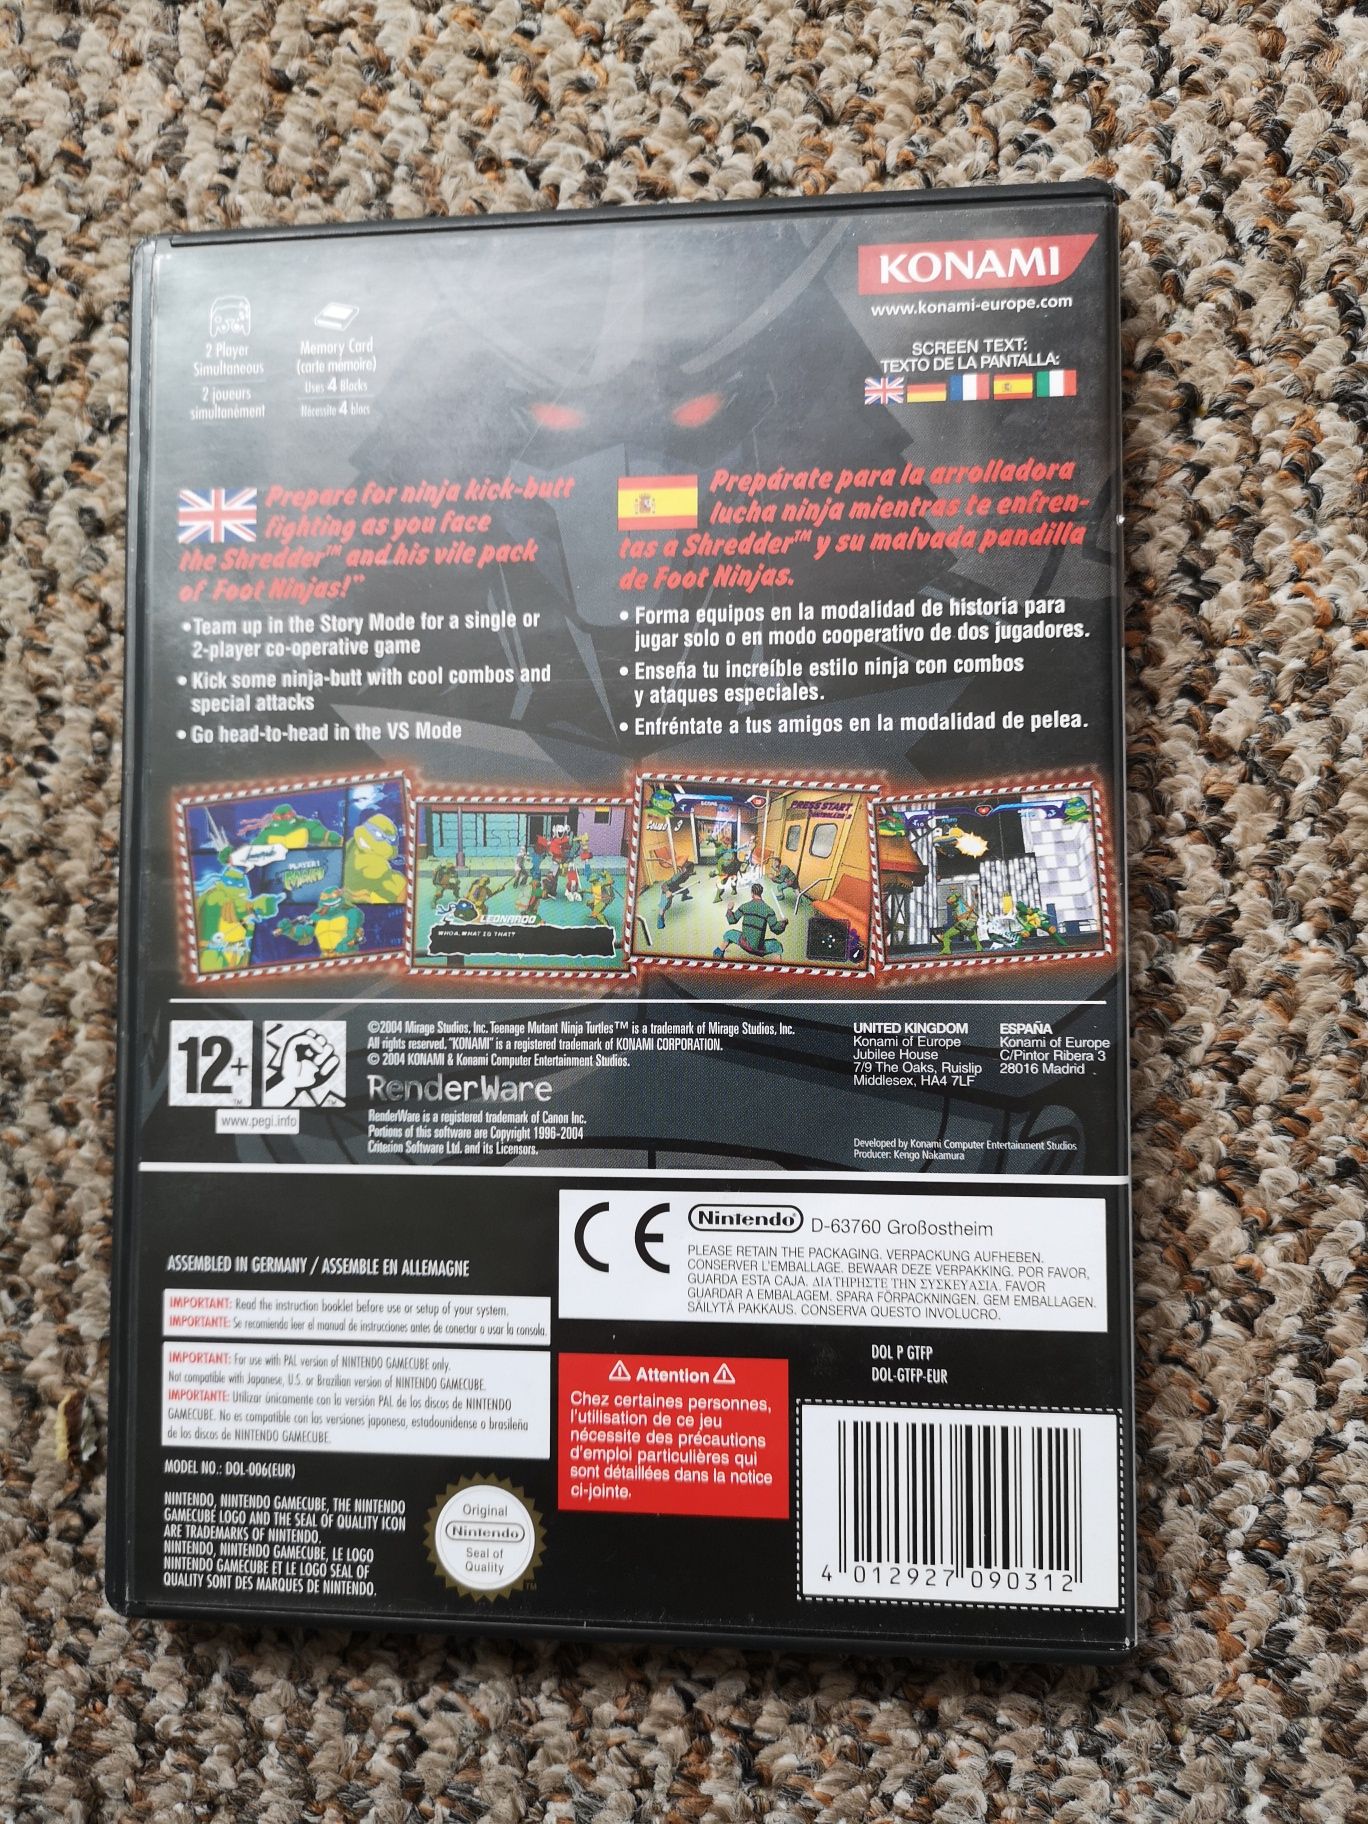 KONAMI
www.konami-europe.com
2 Player
Simultaneous
2 joueurs
simultanément
Memory Card
(carte mémoire)
Uses 4 Blocks
Nécessite 4 blocs
SCREEN TEXT:
TEXTO DE LA PANTALLA:
Prepare for ninja kick-butt
fighting as you face
the Shredder™ and his vile pack
of Foot Ninjas!"
•Team up in the Story Mode for a single or
2-player co-operative game
• Kick some ninja-butt with cool combos and
special attacks
• Go head-to-head in the VS Mode
Prepárate para la arrolladora
lucha ninja mientras te enfren-
tas a Shredder™ y su malvada pandilla
de Foot Ninjas.
• Forma equipos en la modalidad de historia para
jugar solo o en modo cooperativo de dos jugadores.
• Enseña tu increíble estilo ninja con combos
y ataques especiales.
• Enfréntate a tus amigos en la modalidad de pelea.
PLAYER1
LEONARDO
WHOA. WHAT IS THAT?
PRESS START
12+
www.pegi.info
©2004 Mirage Studios, Inc. Teenage Mutant Ninja Turtles™ is a trademark of Mirage Studios, Inc.
All rights reserved. "KONAMI" is a registered trademark of KONAMI CORPORATION.
© 2004 KONAMI & Konami Computer Entertainment Studios.
RenderWare
RenderWare is a registered trademark of Canon Inc.
Portions of this software are Copyright 1996-2004
Criterion Software Ltd. and its Licensors.
UNITED KINGDOM
Konami of Europe
Jubilee House
7/9 The Oaks, Ruislip
Middlesex, HA4 7LF
ESPAÑA
Konami of Europe
C/Pintor Ribera 3
28016 Madrid
Developed by Konami Computer Entertainment Studios
Producer: Kengo Nakamura
ASSEMBLED IN GERMANY / ASSEMBLE EN ALLEMAGNE
IMPORTANT: Read the instruction booklet before use or setup of your system.
IMPORTANTE: Se recomienda leer el manual de instrucciones antes de conectar o usar la consola.
IMPORTANT: For use with PAL version of NINTENDO GAMECUBE only.
Not compatible with Japanese, U.S. or Brazilian version of NINTENDO GAMECUBE.
IMPORTANTE: Utilizar únicamente con la versión PAL de los discos de NINTENDO
GAMECUBE. No es compatible con las versiones japonesa, estadounidense o brasileña
de los discos de NINTENDO GAMECUBE.
MODEL NO.: DOL-006(EUR)
NINTENDO, NINTENDO GAMECUBE, THE NINTENDO
GAMECUBE LOGO AND THE SEAL OF QUALITY ICON
ARE TRADEMARKS OF NINTENDO.
NINTENDO, NINTENDO GAMECUBE, LE LOGO
NINTENDO GAMECUBE ET LE LOGO SEAL OF
QUALITY SONT DES MARQUES DE NINTENDO.
Original
Nintendo
Seal of
Quality
TM
CE
Nintendo® D-63760 Großostheim
PLEASE RETAIN THE PACKAGING. VERPACKUNG AUFHEBEN.
CONSERVER L'EMBALLAGE. BEWAAR DEZE VERPAKKING. POR FAVOR,
GUARDA ESTA CAJA. ΔΙΑΤΗΡΗΣΤΕ ΤΗΝ ΣΥΣΚΕΥΑΣΙΑ. FAVOR
GUARDAR A EMBALAGEM. SPARA FÖRPACKNINGEN. GEM EMBALLAGEN.
SÄILYTÄ PAKKAUS. CONSERVA QUESTO INVOLUCRO.
Attention
Chez certaines personnes,
l'utilisation de ce jeu
nécessite des précautions
d'emploi particulières qui
sont détaillées dans la notice
ci-jointe.
DOL P GTFP
DOL-GTFP-EUR
4 012927 090312